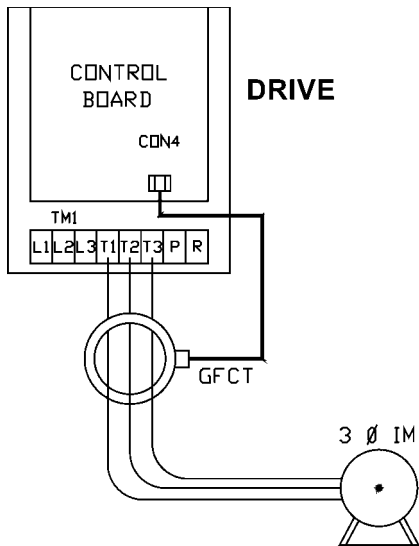 CONTROL
BOARD
DRIVE
CON4
TM1
L1 L2 L3 T1 T2 T3 P R
GFCT
3 Ø IM